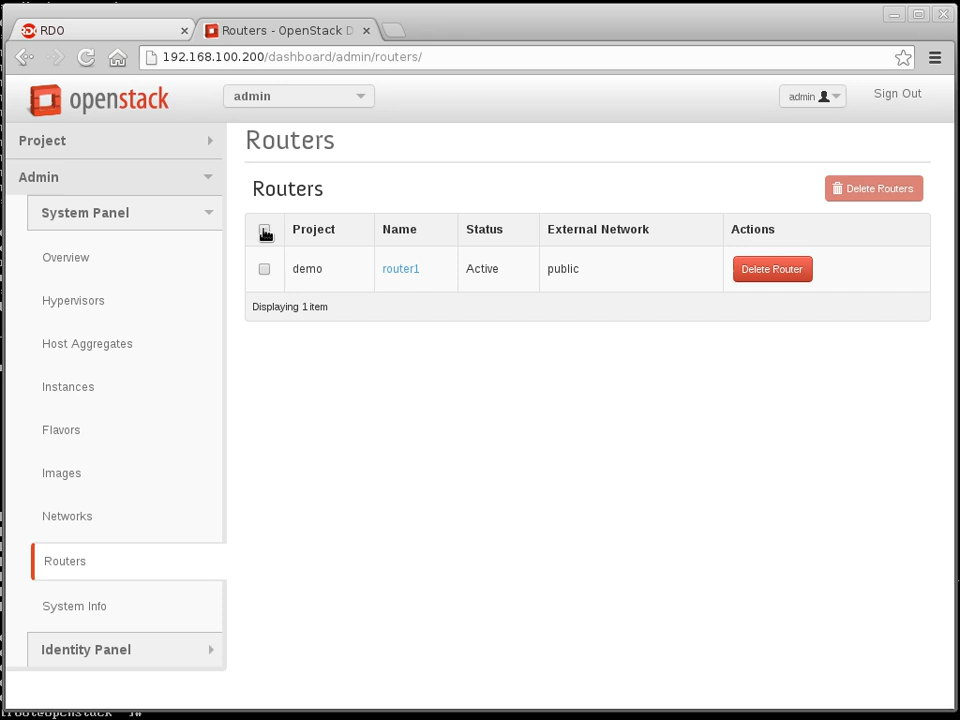 RDO
Routers - OpenStack D
192.168.100.200/dashboard/admin/routers/
openstack
admin
admin
Sign Out
Project
Admin
System Panel
Overview
Hypervisors
Host Aggregates
Instances
Flavors
Images
Networks
Routers
System Info
Identity Panel
Routers
Routers
Delete Routers
Project Name Status External Network Actions
demo router1 Active public Delete Router
Displaying 1 item